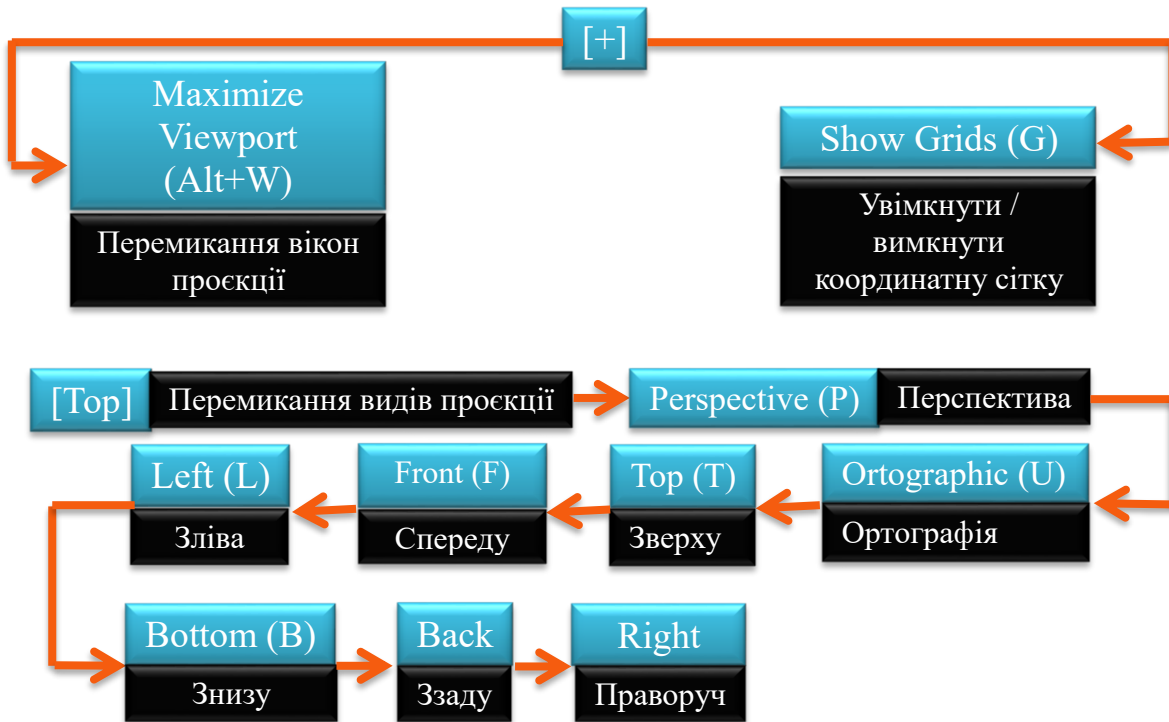 [+]
Maximize
Viewport
(Alt+W)
Перемикання вікон
проєкції
Show Grids (G)
Увімкнути /
вимкнути
координатну сітку
[Top]
Перемикання видів проєкції
Perspective (P)
Перспектива
Ortographic (U)
Ортографія
Top (T)
Зверху
Front (F)
Спереду
Left (L)
Зліва
Bottom (B)
Знизу
Back
Ззаду
Right
Праворуч